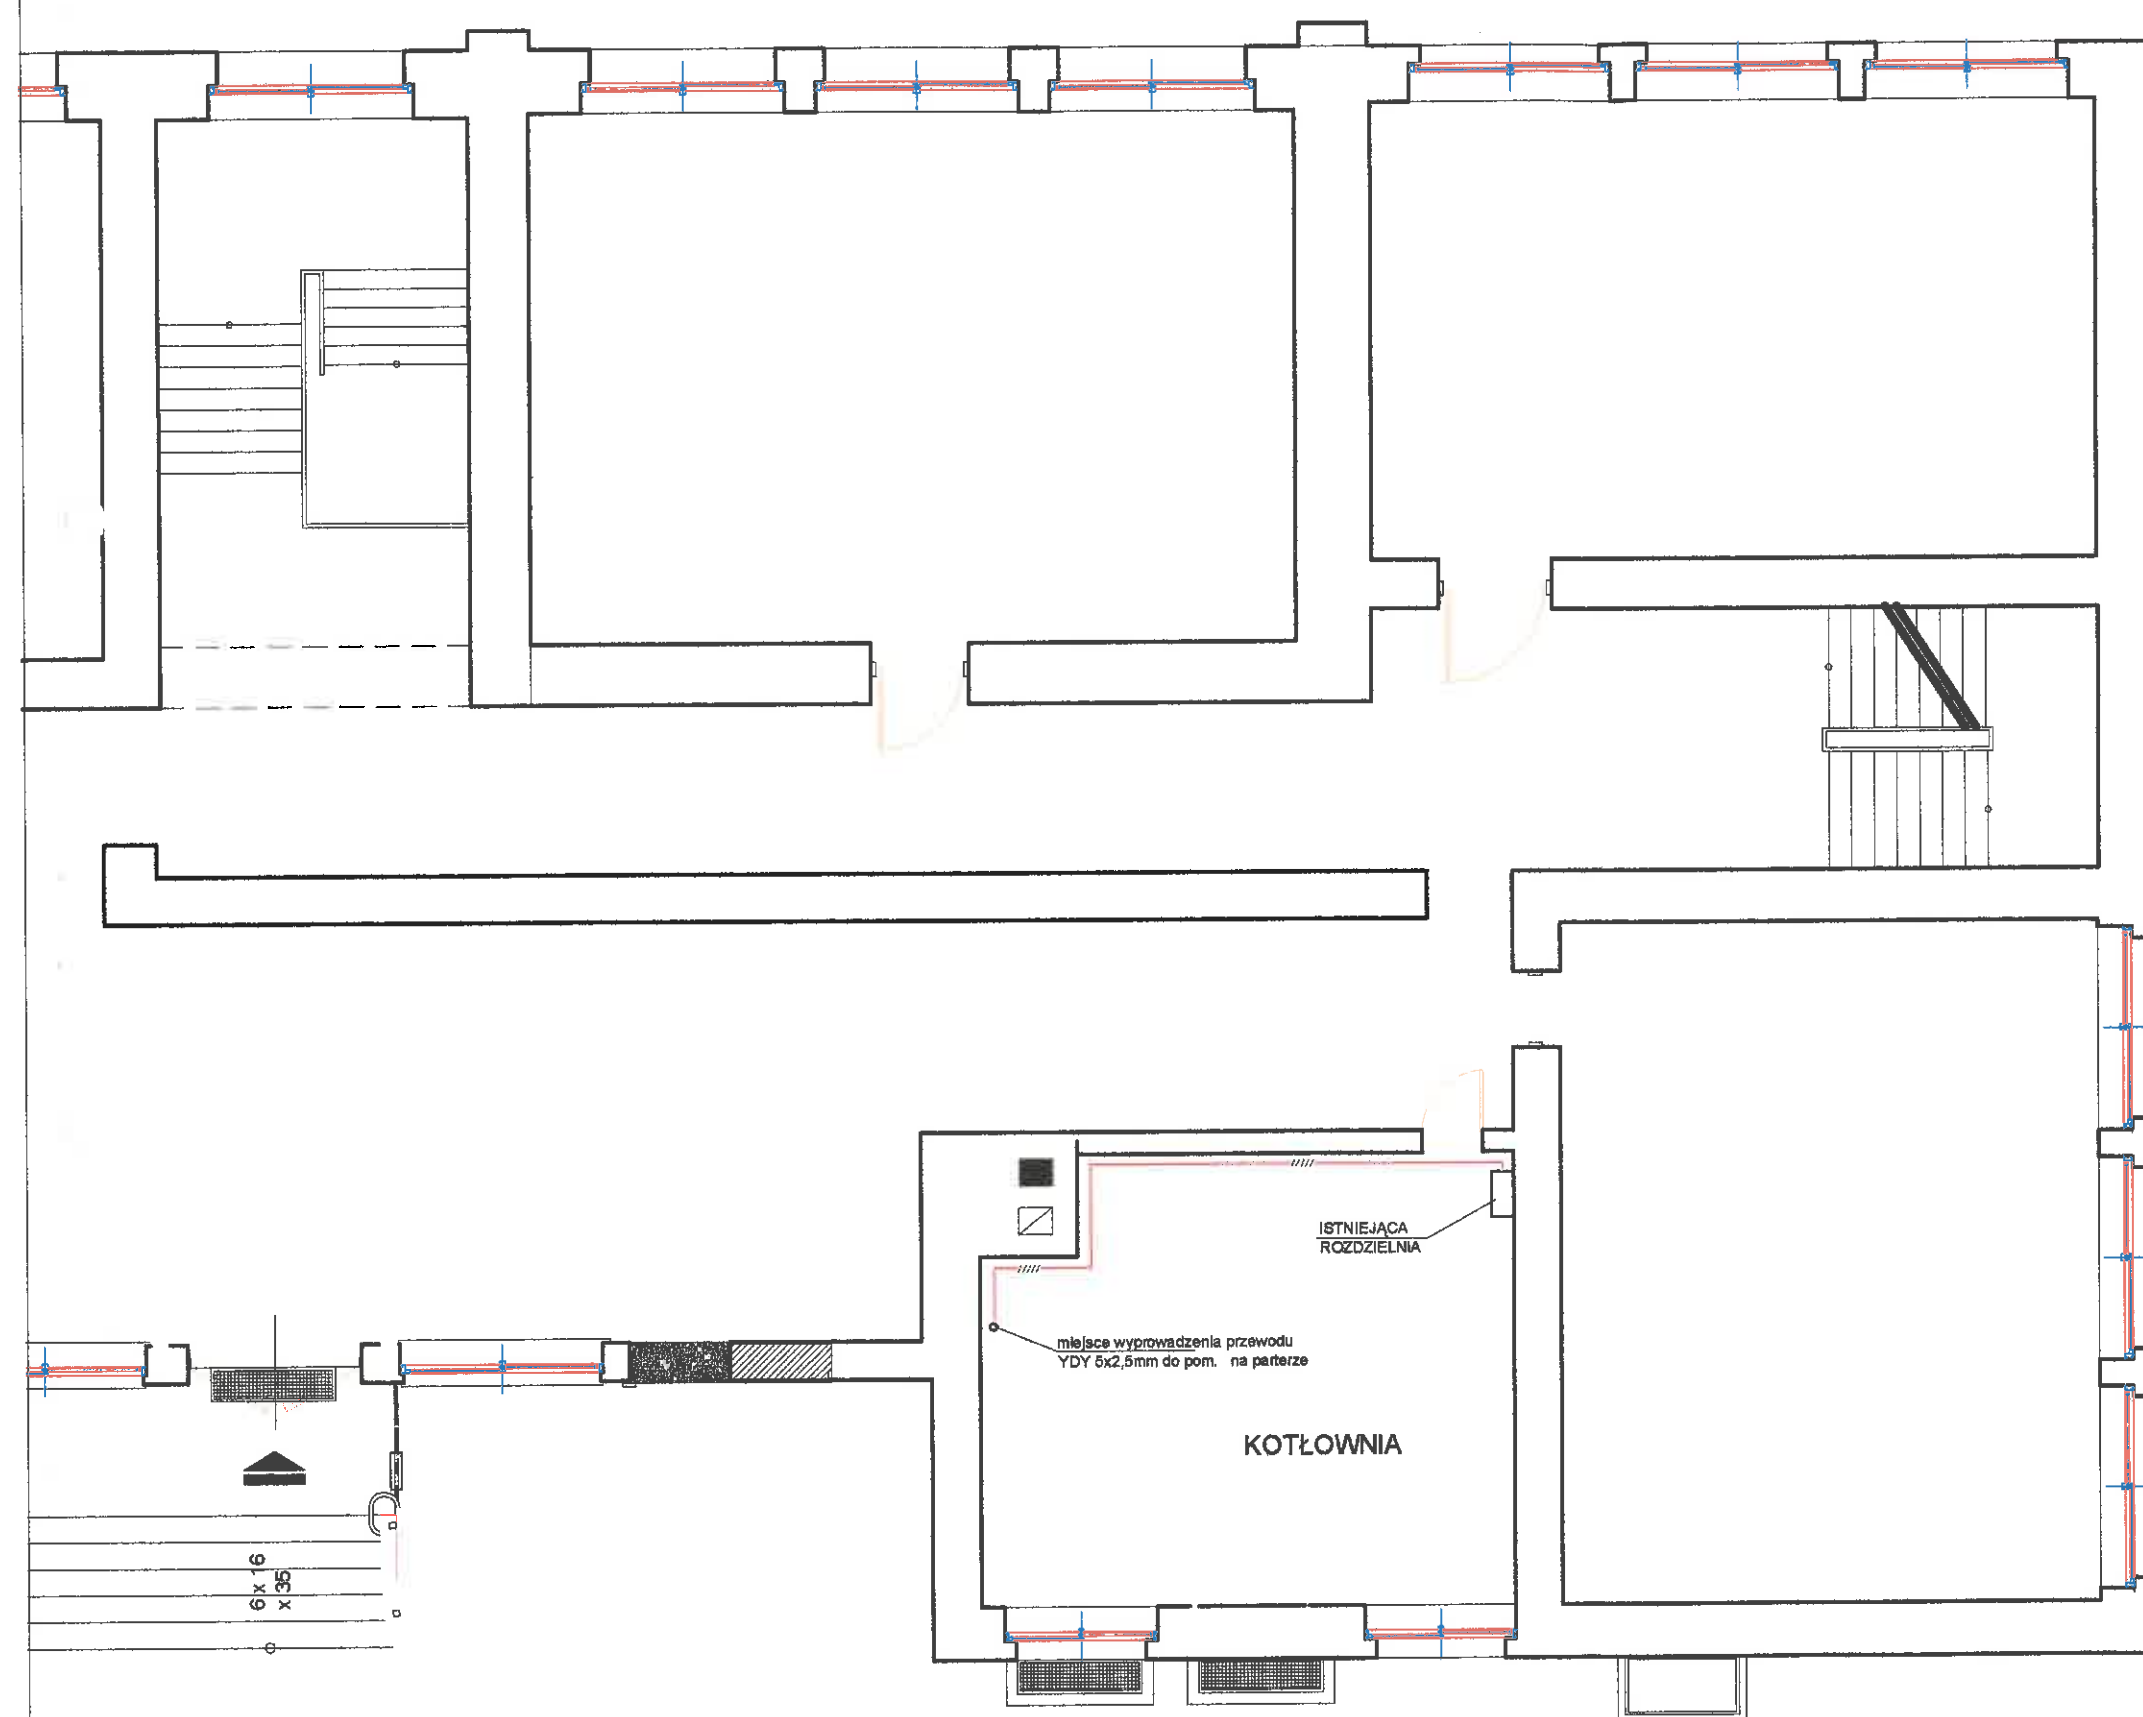 ISTNIEJĄCA
ROZDZIELNIA
miejsce wyprowadzenia przewodu
YDY 5x2,5mm do pom. na parterze
KOTŁOWNIA
6 x 16
x 35